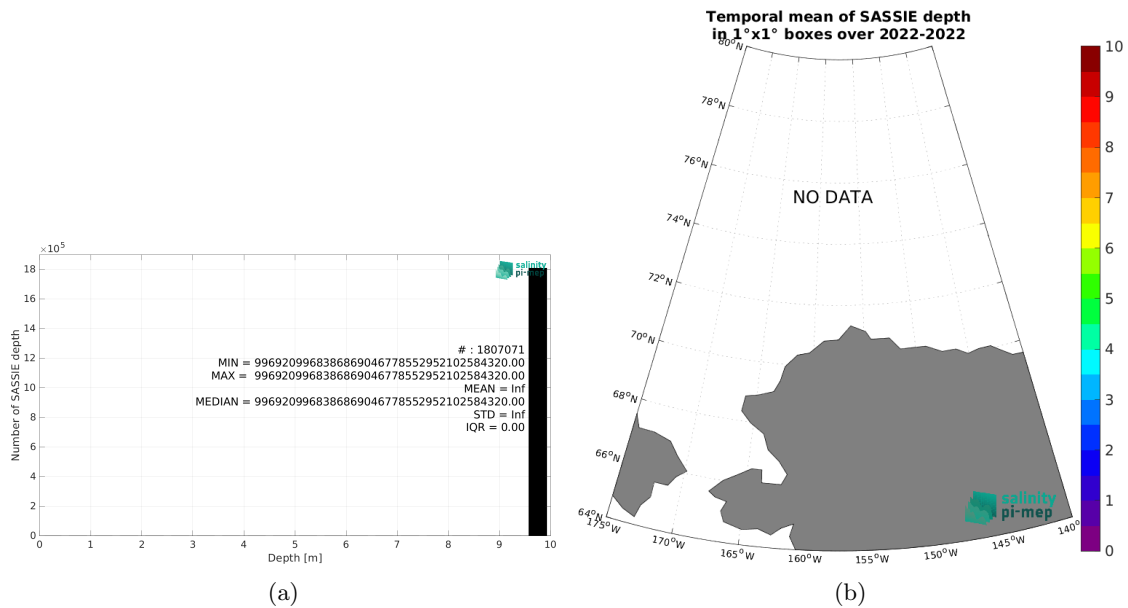 ×10⁵
18
16
14
12
10
8
6
4
2
0
Number of SASSIE depth
salinity
pi-mep
# : 1807071
MIN = 9969209968386869046778552952102584320.00
MAX = 9969209968386869046778552952102584320.00
MEAN = Inf
MEDIAN = 9969209968386869046778552952102584320.00
STD = Inf
IQR = 0.00
0 1 2 3 4 5 6 7 8 9 10
Depth [m]
(a)
Temporal mean of SASSIE depth
in 1°x1° boxes over 2022-2022
80°N
78°N
76°N
74°N
72°N
70°N
68°N
66°N
64°N
NO DATA
175°W 170°W 165°W 160°W 155°W 150°W 145°W 140°
salinity
pi-mep
10
9
8
7
6
5
4
3
2
1
0
(b)